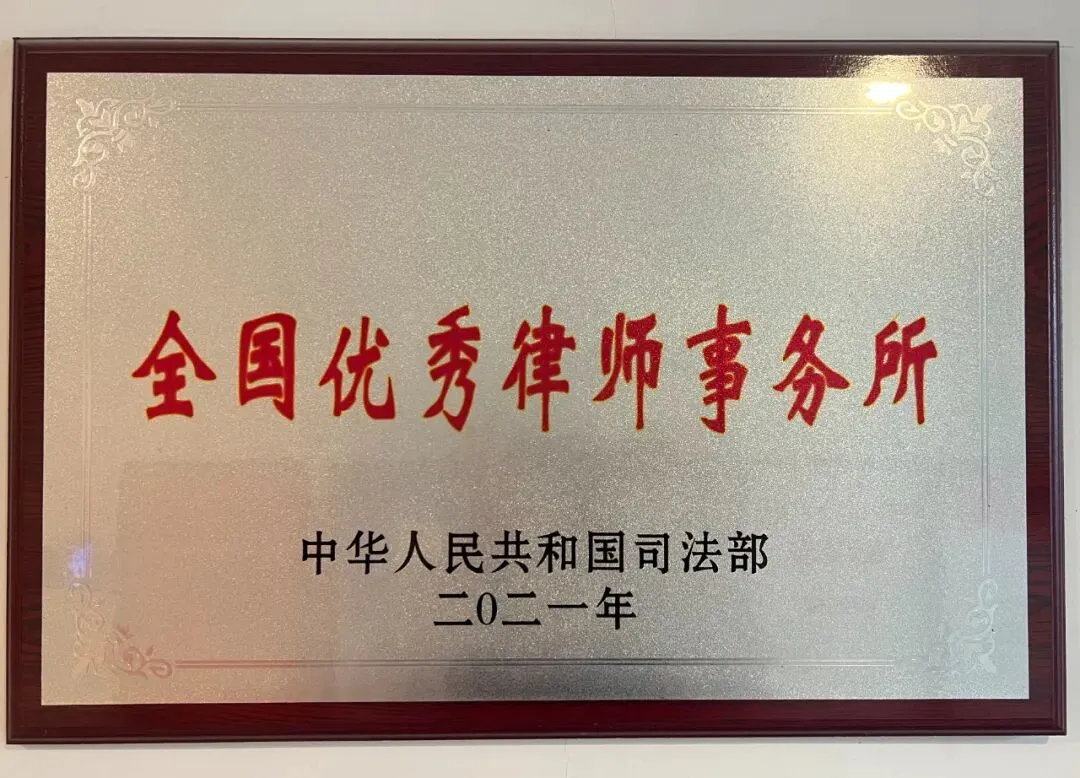 全国优秀律师事务所
中华人民共和国司法部
二〇二一年